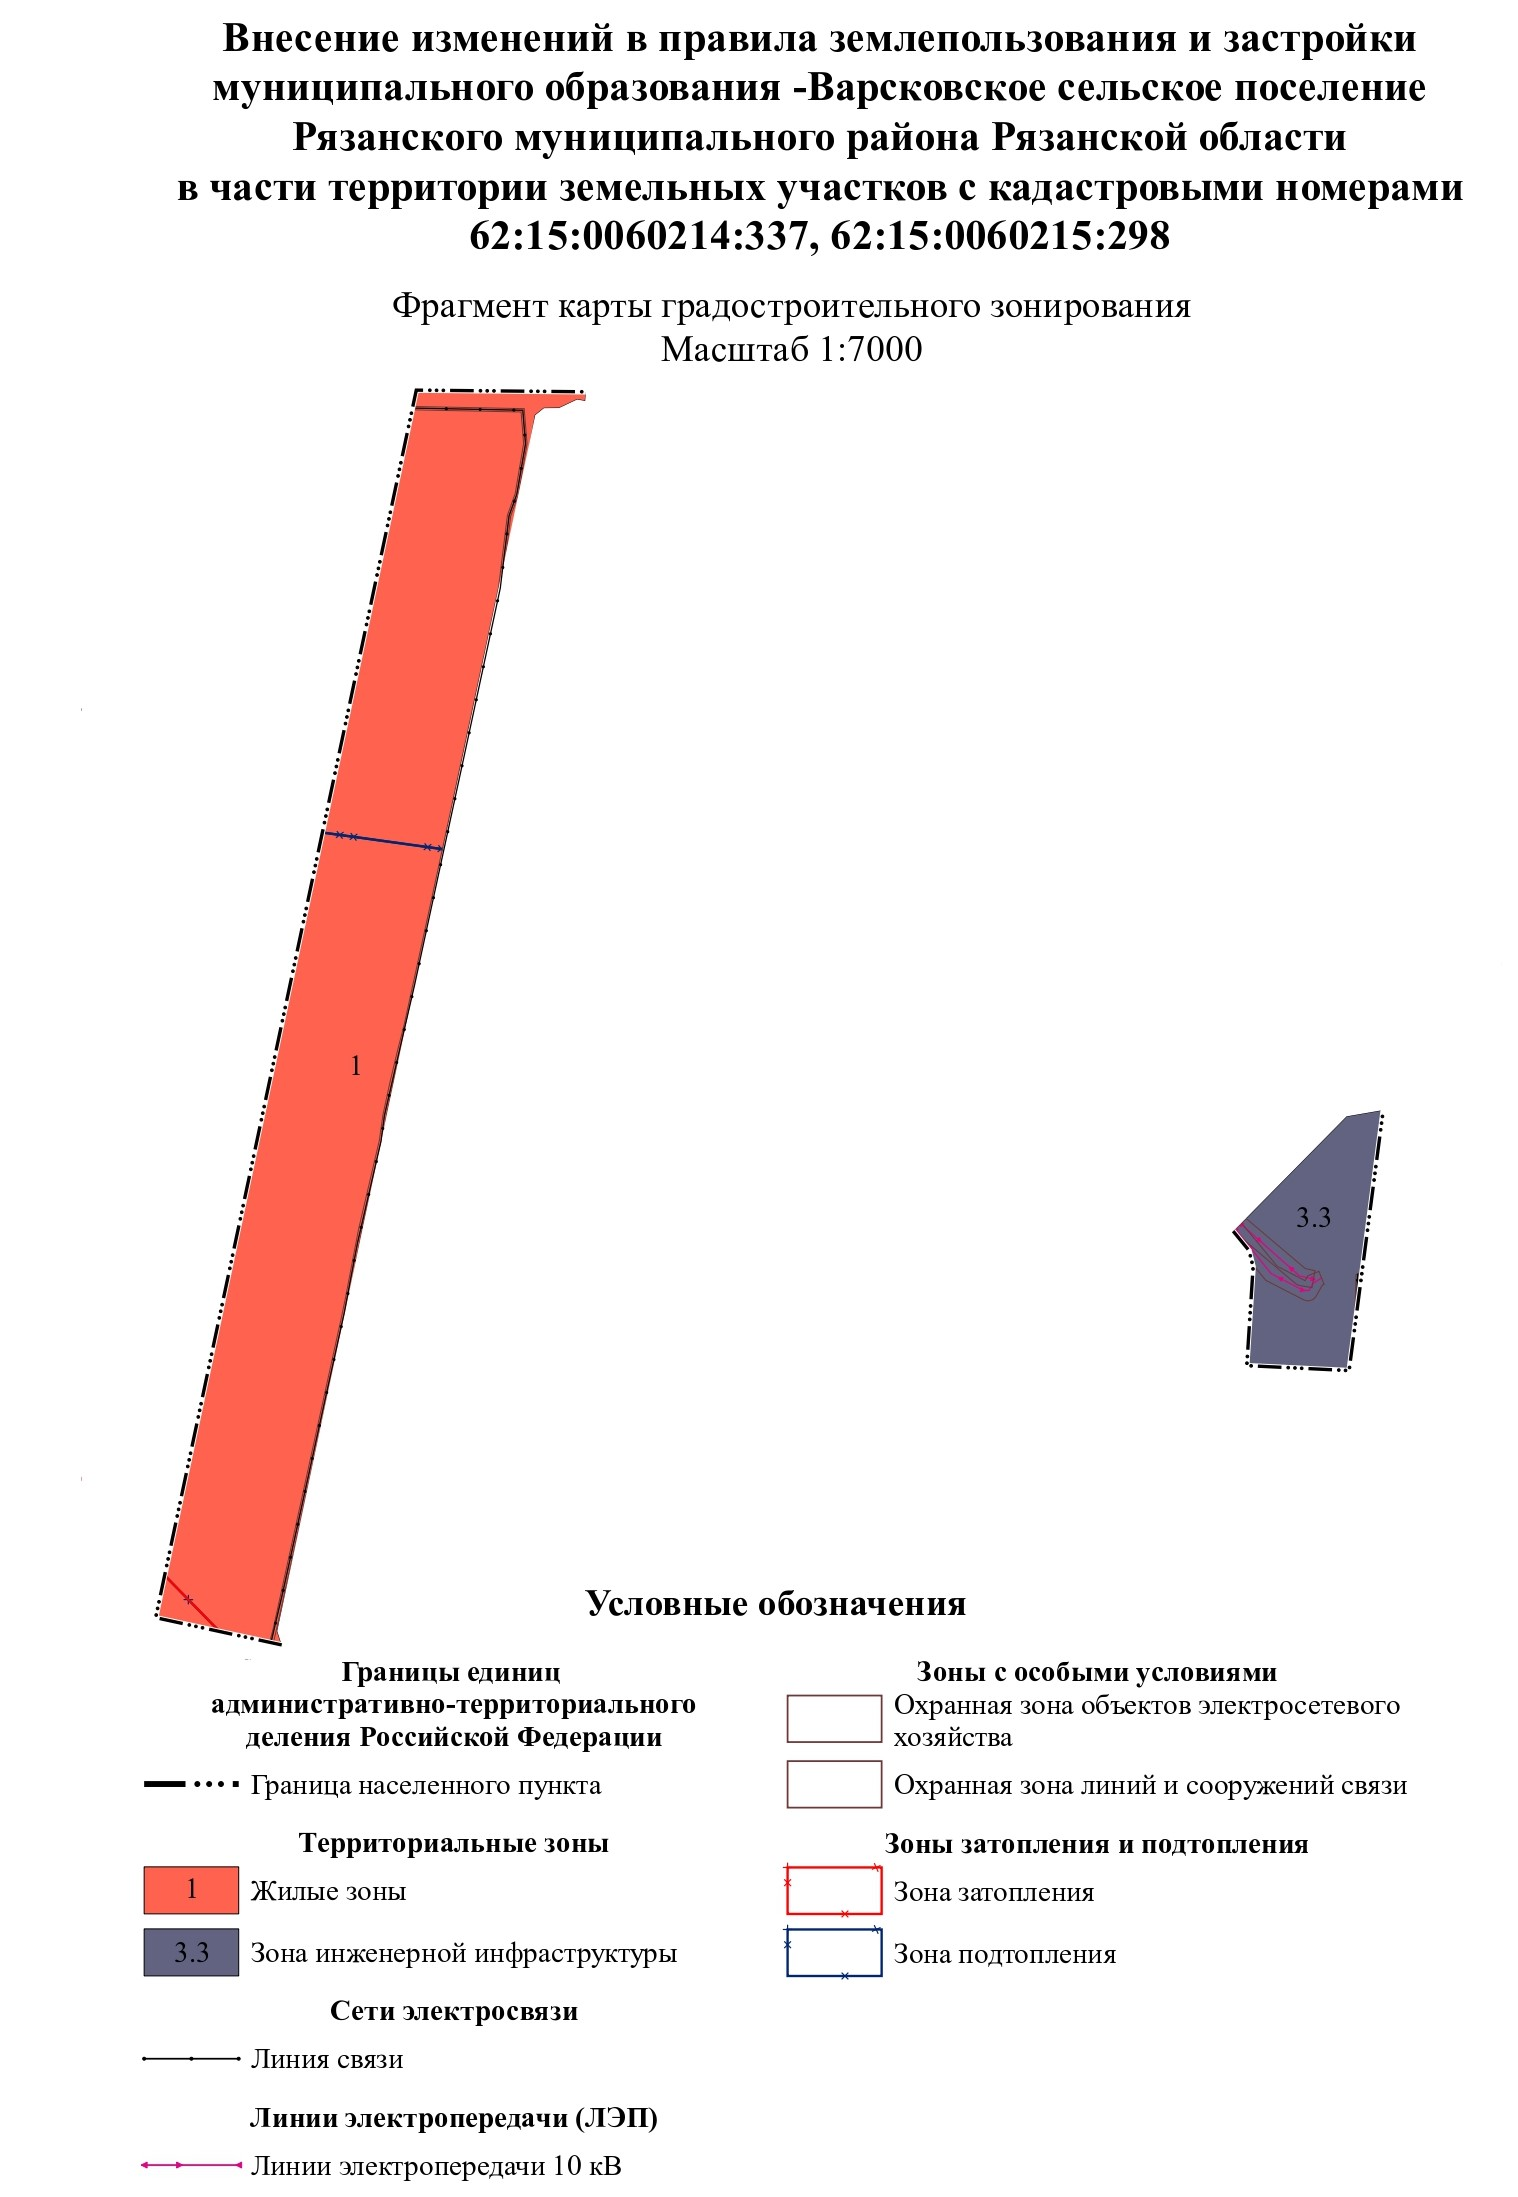 Внесение изменений в правила землепользования и застройки
муниципального образования -Варсковское сельское поселение
Рязанского муниципального района Рязанской области
в части территории земельных участков с кадастровыми номерами
62:15:0060214:337, 62:15:0060215:298
Фрагмент карты градостроительного зонирования
Масштаб 1:7000
1
3.3
Условные обозначения
Границы единиц
административно-территориального
деления Российской Федерации
Граница населенного пункта
Территориальные зоны
1 Жилые зоны
3.3 Зона инженерной инфраструктуры
Сети электросвязи
Линия связи
Линии электропередачи (ЛЭП)
Линии электропередачи 10 кВ
Зоны с особыми условиями
Охранная зона объектов электросетевого
хозяйства
Охранная зона линий и сооружений связи
Зоны затопления и подтопления
Зона затопления
Зона подтопления